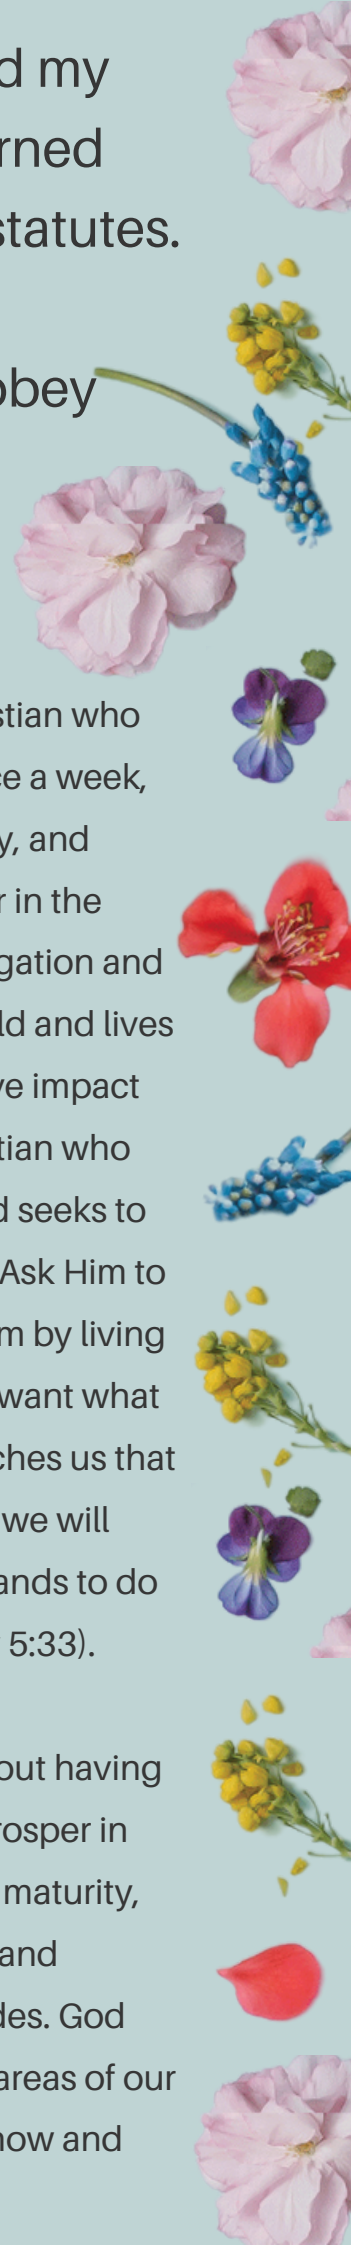 d my
rned
statutes.
obey
stian who
ce a week,
y, and
r in the
gation and
ld and lives
ve impact
tian who
d seeks to
Ask Him to
m by living
want what
ches us that
we will
ands to do
5:33).
out having
rosper in
maturity,
and
des. God
areas of our
now and